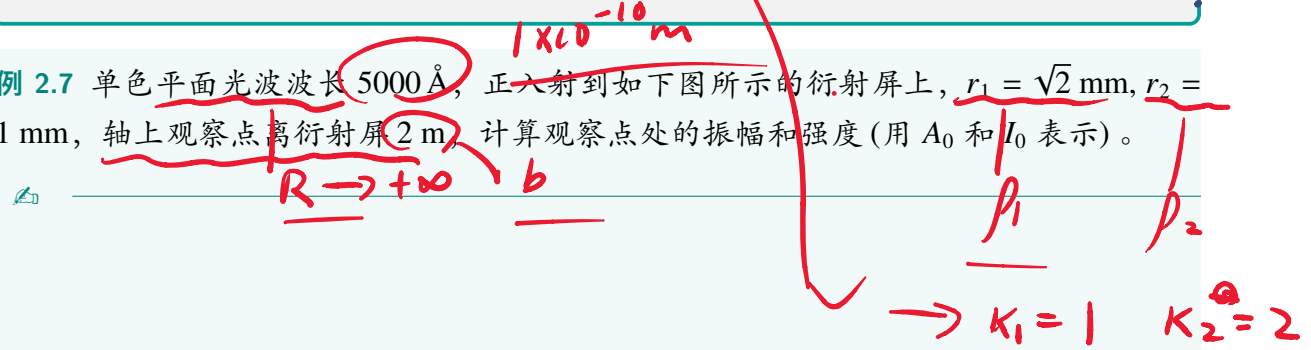 1×10⁻¹⁰ m
例 2.7 单色平面光波波长 5000 Å，正入射到如下图所示的衍射屏上，r₁ = √2 mm, r₂ =
1 mm，轴上观察点离衍射屏 2 m，计算观察点处的振幅和强度 (用 A₀ 和 I₀ 表示) 。
R → +∞ b ρ₁ ρ₂
→ K₁ = 1 K₂ = 2